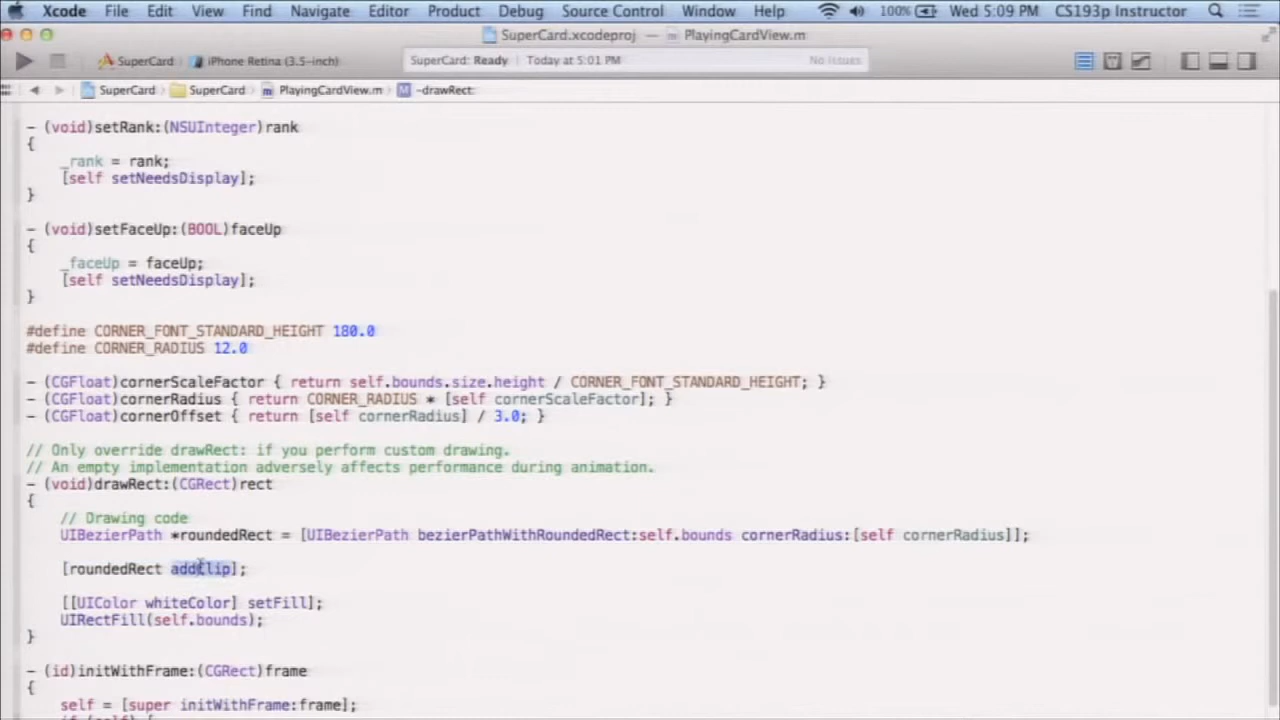 Xcode File Edit View Find Navigate Editor Product Debug Source Control Window Help 100% Wed 5:09 PM CS193p Instructor
SuperCard.xcodeproj — PlayingCardView.m
SuperCard iPhone Retina (3.5-inch) SuperCard: Ready Today at 5:01 PM No Issues
SuperCard SuperCard PlayingCardView.m M -drawRect:
- (void)setRank:(NSUInteger)rank
{
_rank = rank;
[self setNeedsDisplay];
}
- (void)setFaceUp:(BOOL)faceUp
{
_faceUp = faceUp;
[self setNeedsDisplay];
}
#define CORNER_FONT_STANDARD_HEIGHT 180.0
#define CORNER_RADIUS 12.0
- (CGFloat)cornerScaleFactor { return self.bounds.size.height / CORNER_FONT_STANDARD_HEIGHT; }
- (CGFloat)cornerRadius { return CORNER_RADIUS * [self cornerScaleFactor]; }
- (CGFloat)cornerOffset { return [self cornerRadius] / 3.0; }
// Only override drawRect: if you perform custom drawing.
// An empty implementation adversely affects performance during animation.
- (void)drawRect:(CGRect)rect
{
// Drawing code
UIBezierPath *roundedRect = [UIBezierPath bezierPathWithRoundedRect:self.bounds cornerRadius:[self cornerRadius]];
[roundedRect addClip];
[[UIColor whiteColor] setFill];
UIRectFill(self.bounds);
}
- (id)initWithFrame:(CGRect)frame
{
self = [super initWithFrame:frame];
if (self) {